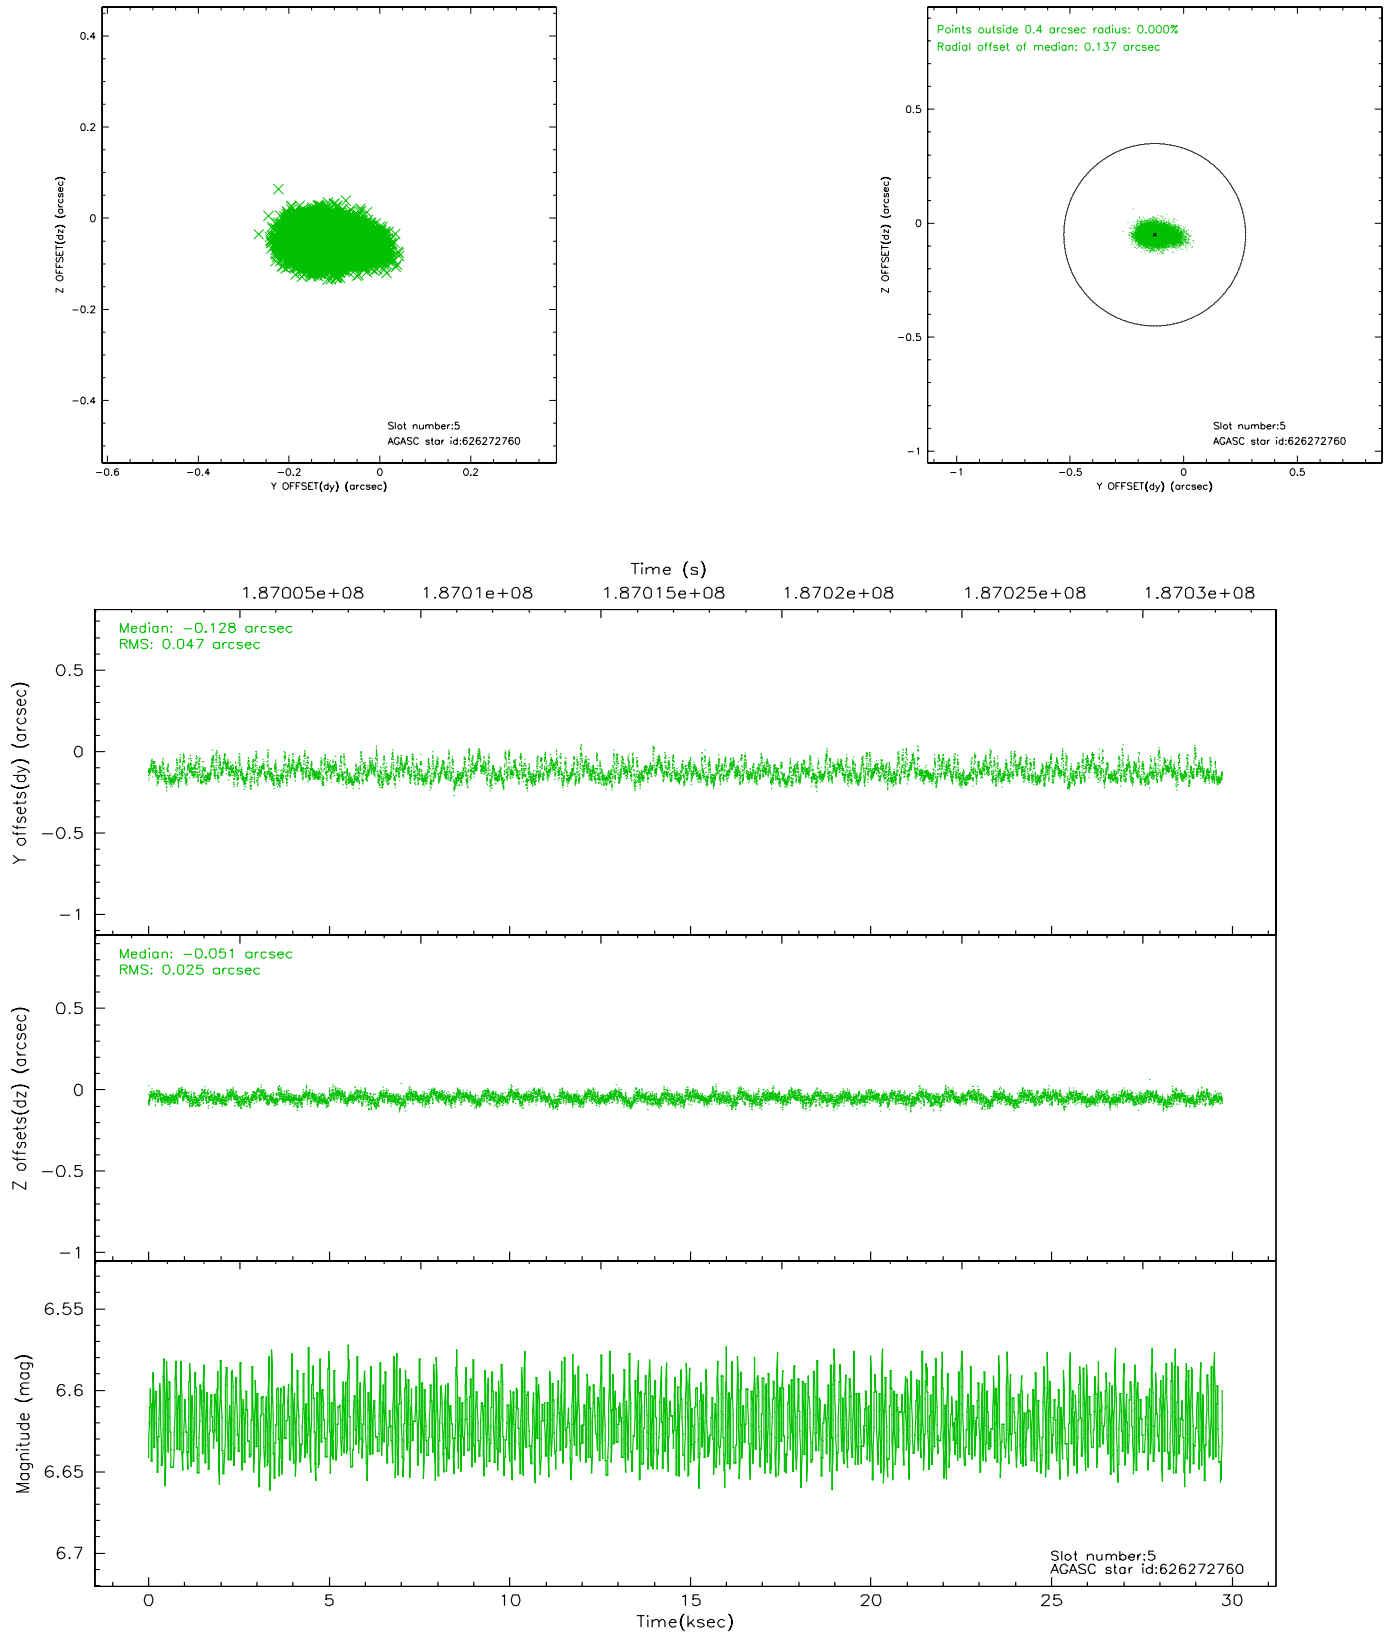 0.4
0.2
0
−0.2
−0.4
Z OFFSET(dz) (arcsec)
Slot number:5
AGASC star id:626272760
−0.6 −0.4 −0.2 0 0.2
Y OFFSET(dy) (arcsec)
Points outside 0.4 arcsec radius: 0.000%
Radial offset of median: 0.137 arcsec
0.5
0
−0.5
−1
Z OFFSET(dz) (arcsec)
Slot number:5
AGASC star id:626272760
−1 −0.5 0 0.5
Y OFFSET(dy) (arcsec)
Time (s)
1.87005e+08 1.8701e+08 1.87015e+08 1.8702e+08 1.87025e+08 1.8703e+08
Median: −0.128 arcsec
RMS: 0.047 arcsec
0.5
0
−0.5
−1
Y offsets(dy) (arcsec)
Median: −0.051 arcsec
RMS: 0.025 arcsec
0.5
0
−0.5
−1
Z offsets(dz) (arcsec)
6.55
6.6
6.65
6.7
Magnitude (mag)
Slot number:5
AGASC star id:626272760
0 5 10 15 20 25 30
Time(ksec)